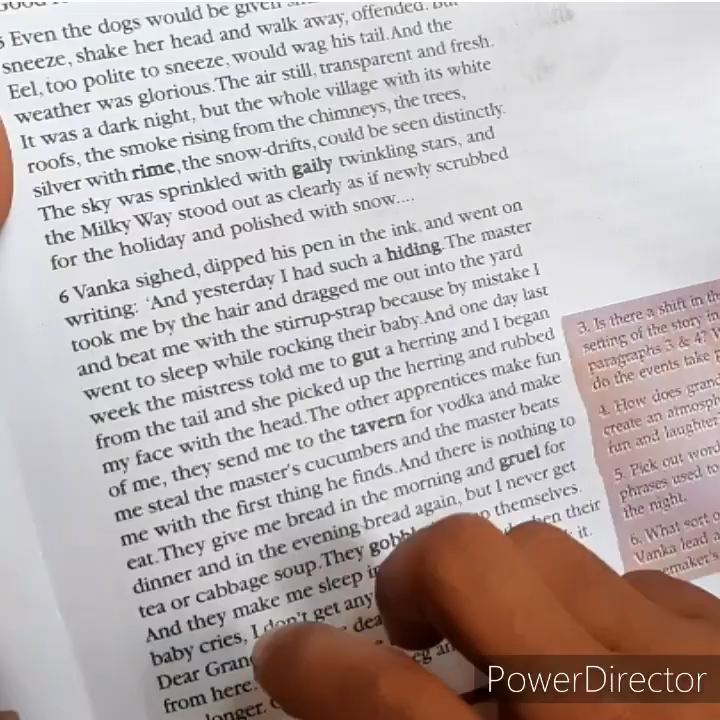 5 Even the dogs would be given
sneeze, shake her head and walk away, offended. But
Eel, too polite to sneeze, would wag his tail. And the
weather was glorious. The air still, transparent and fresh.
It was a dark night, but the whole village with its white
roofs, the smoke rising from the chimneys, the trees,
silver with rime, the snow-drifts, could be seen distinctly.
The sky was sprinkled with gaily twinkling stars, and
the Milky Way stood out as clearly as if newly scrubbed
for the holiday and polished with snow....
6 Vanka sighed, dipped his pen in the ink, and went on
writing: 'And yesterday I had such a hiding. The master
took me by the hair and dragged me out into the yard
and beat me with the stirrup-strap because by mistake I
went to sleep while rocking their baby. And one day last
week the mistress told me to gut a herring and I began
from the tail and she picked up the herring and rubbed
my face with the head. The other apprentices make fun
of me, they send me to the tavern for vodka and make
me steal the master's cucumbers and the master beats
me with the first thing he finds. And there is nothing to
eat. They give me bread in the morning and gruel for
dinner and in the evening bread again, but I never get
tea or cabbage soup. They themselves.
And they make me sleep their
baby cries, I don't get any it.
Dear
from here.
longer.
3. Is there a shift in the
setting of the story in
paragraphs 3 & 4?
do the events take
4. How does
create an
fun and laughter
5. Pick out
phrases used to
the night.
6. What sort
Vanka lead
PowerDirector